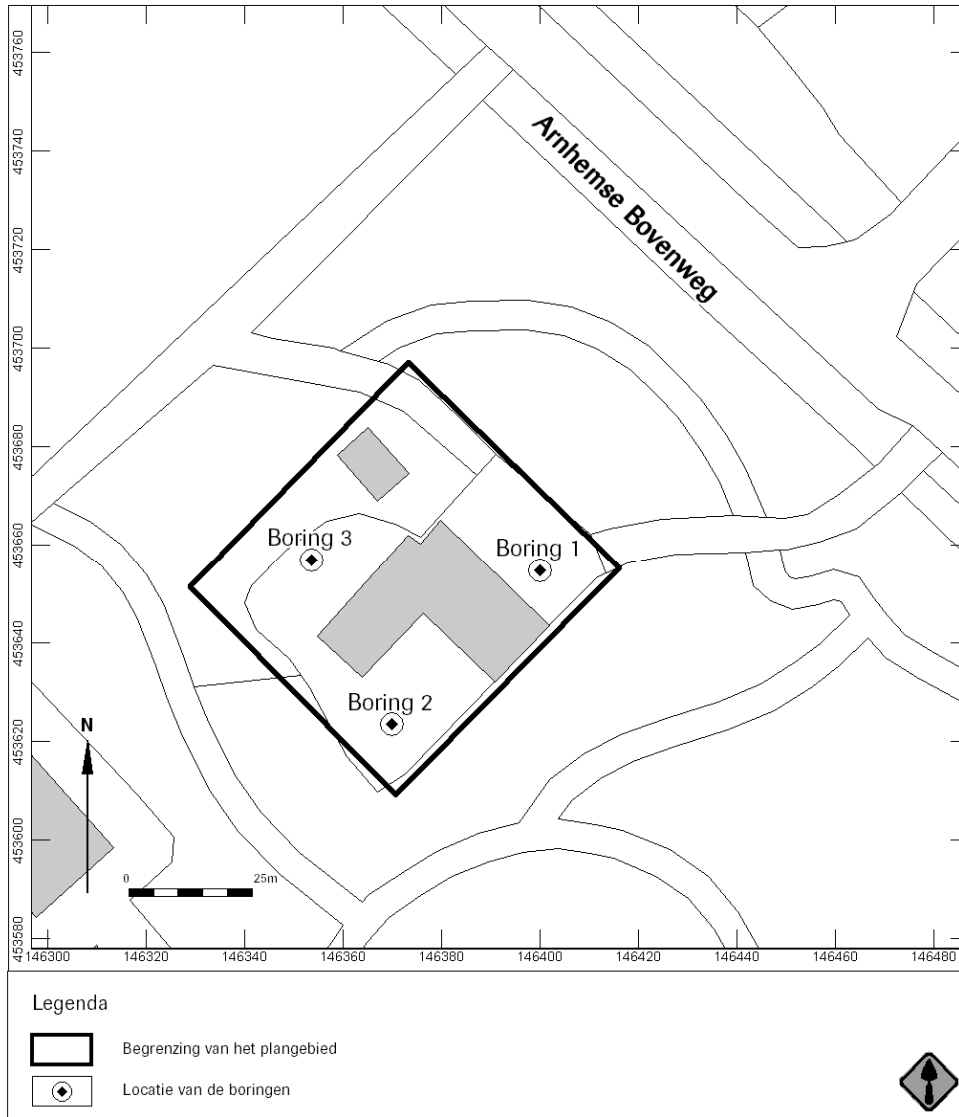 453760
453740
453720
453700
453680
453660
453640
453620
453600
453580
Arnhemse Bovenweg
Boring 3
Boring 1
Boring 2
N
0 25m
146300 146320 146340 146360 146380 146400 146420 146440 146460 146480
Legenda
Begrenzing van het plangebied
Locatie van de boringen